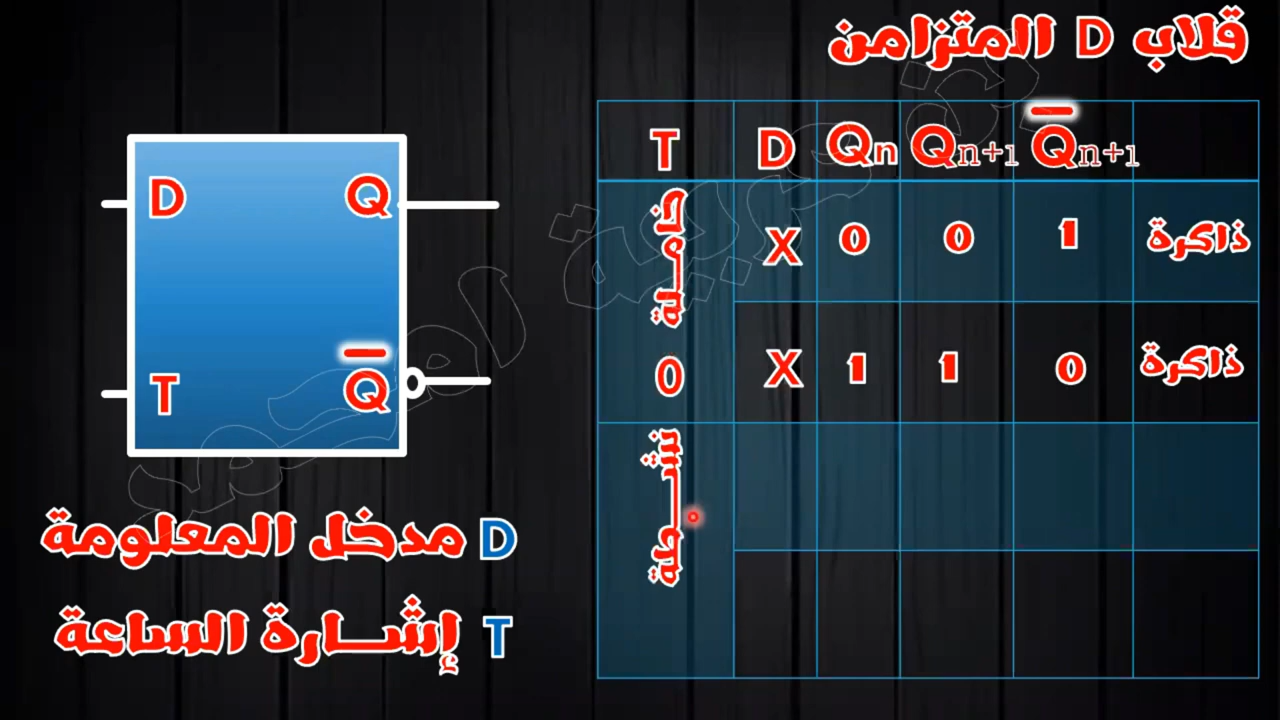 قلاب D المتزامن
D Q
T Q̅
D مدخل المعلومة
T إشارة الساعة
T D Qn Qn+1 Q̅n+1
خاملة 0
X 0 0 1 ذاكرة
X 1 1 0 ذاكرة
نشطة